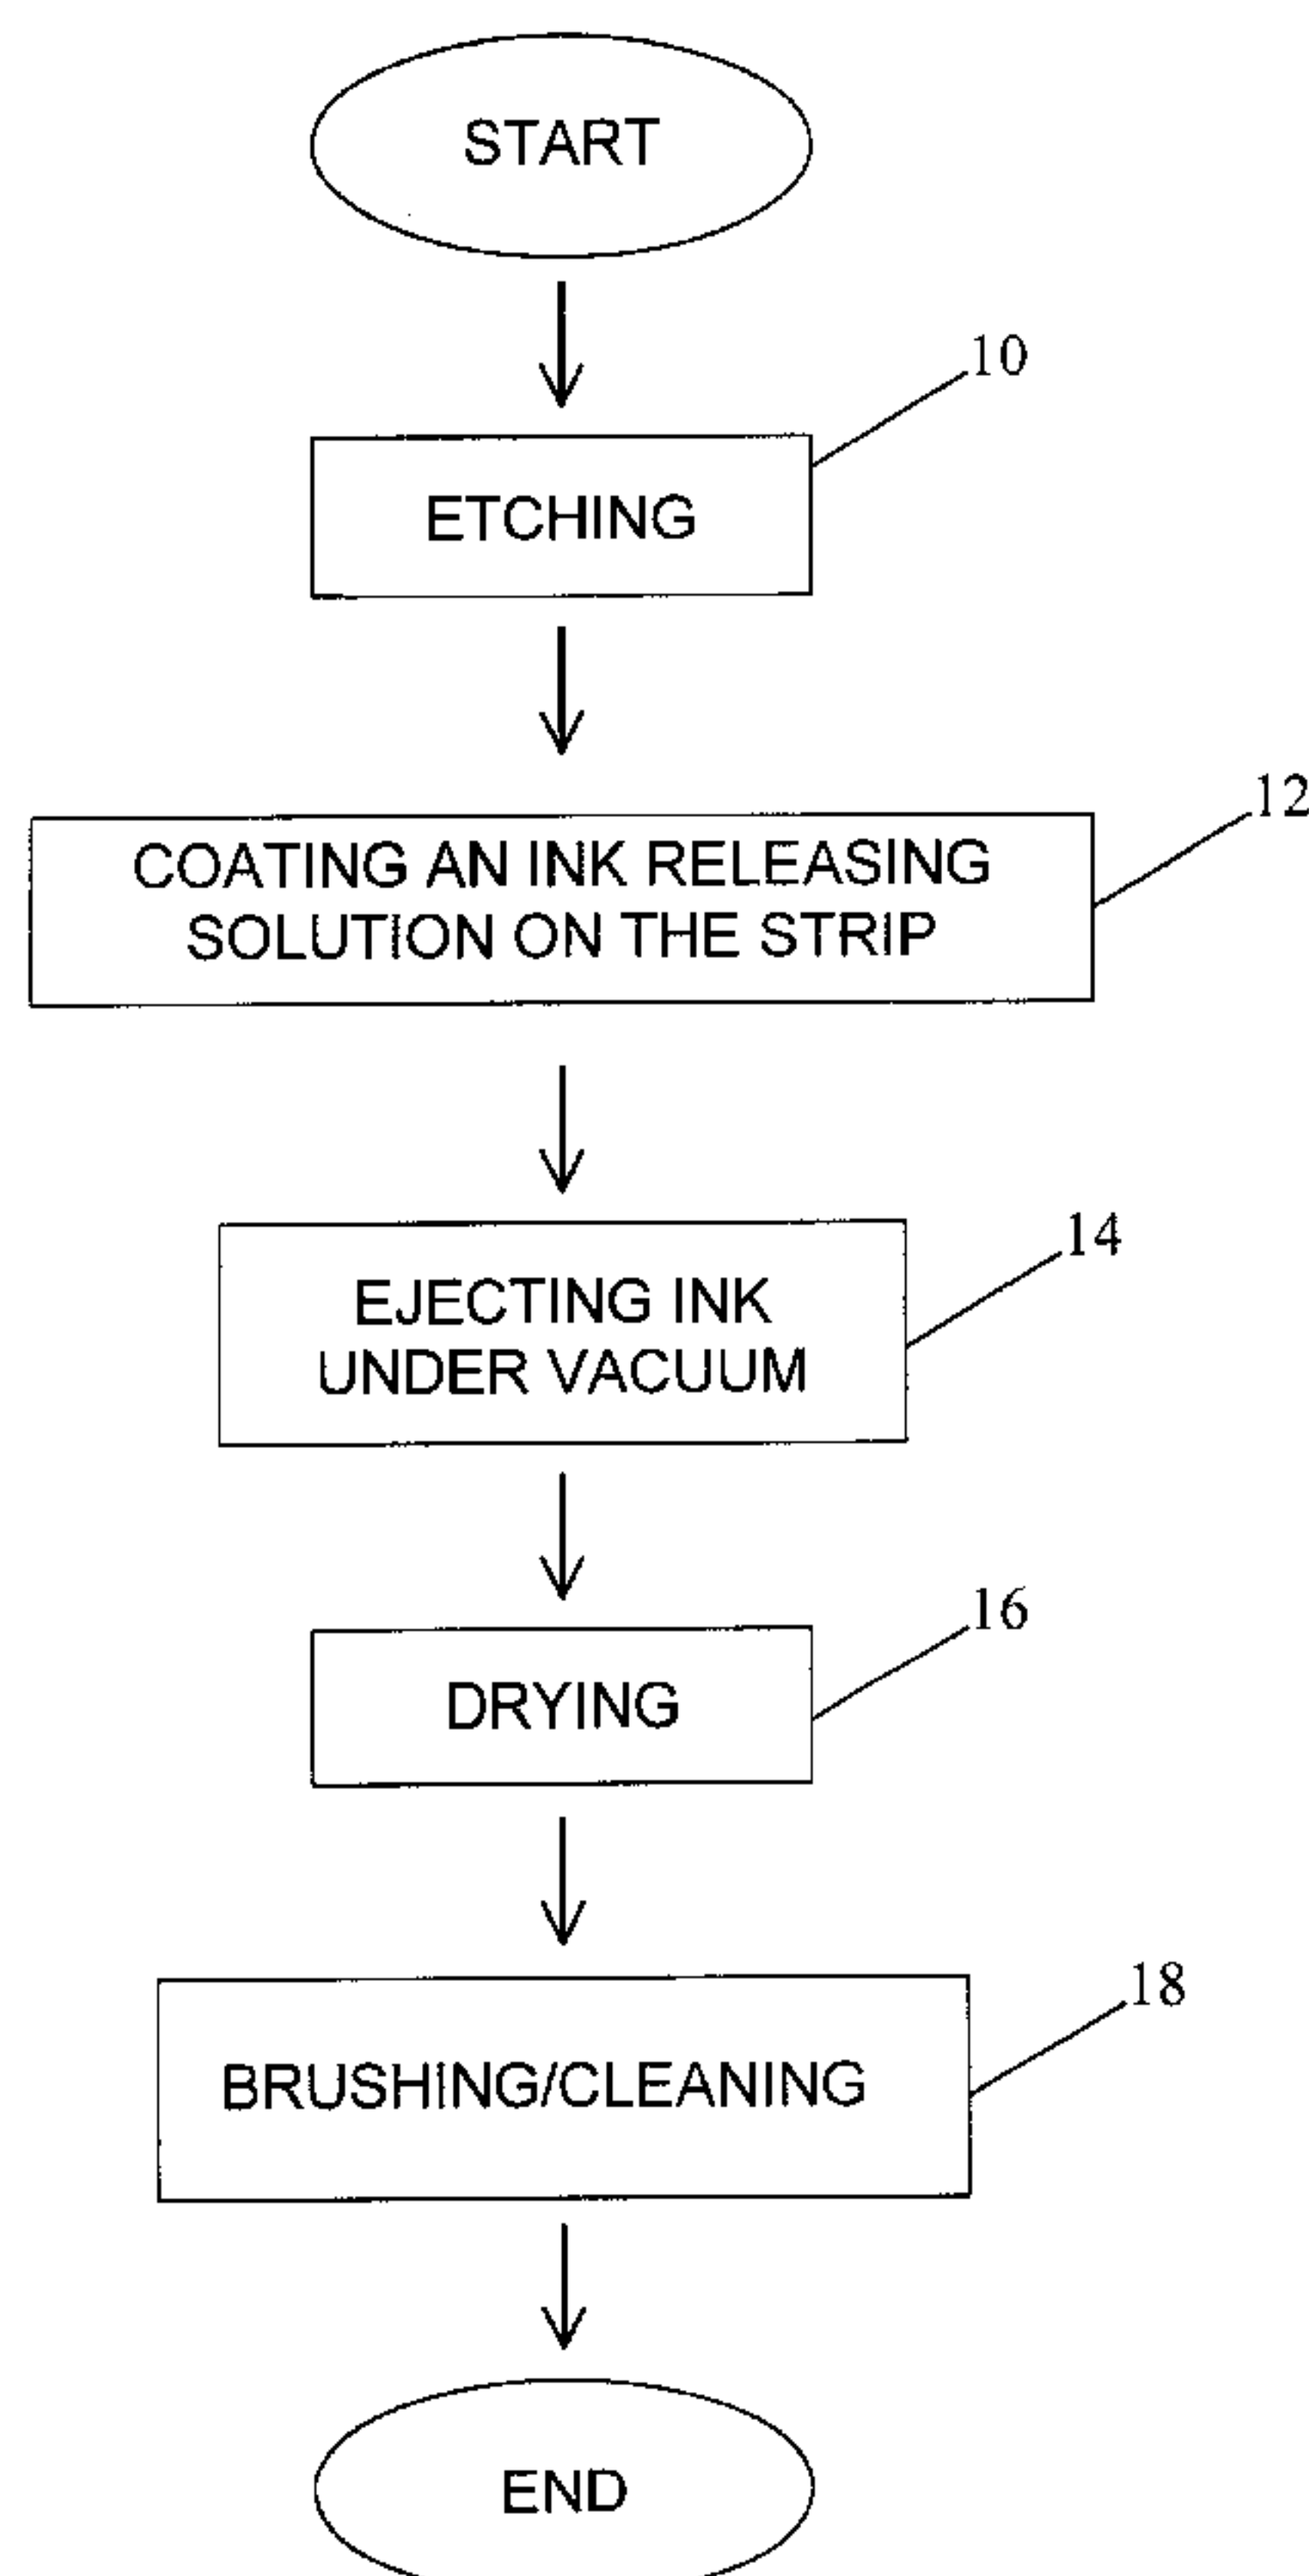 START
10
ETCHING
12
COATING AN INK RELEASING
SOLUTION ON THE STRIP
14
EJECTING INK
UNDER VACUUM
16
DRYING
18
BRUSHING/CLEANING
END